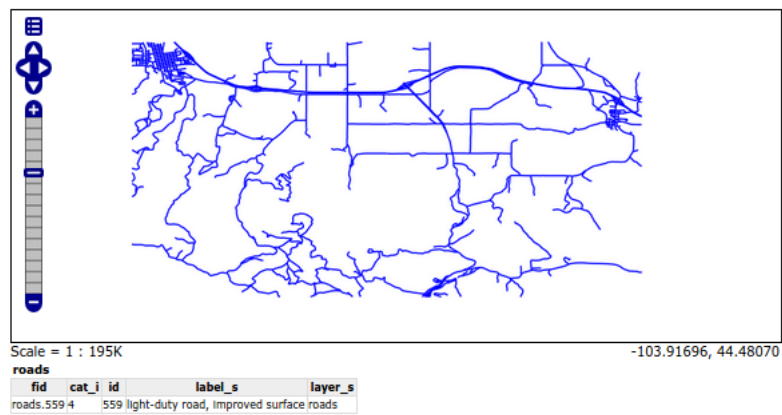 Scale = 1 : 195K
-103.91696, 44.48070
roads
fid cat_i id label_s layer_s
roads.559 4 559 light-duty road, improved surface roads